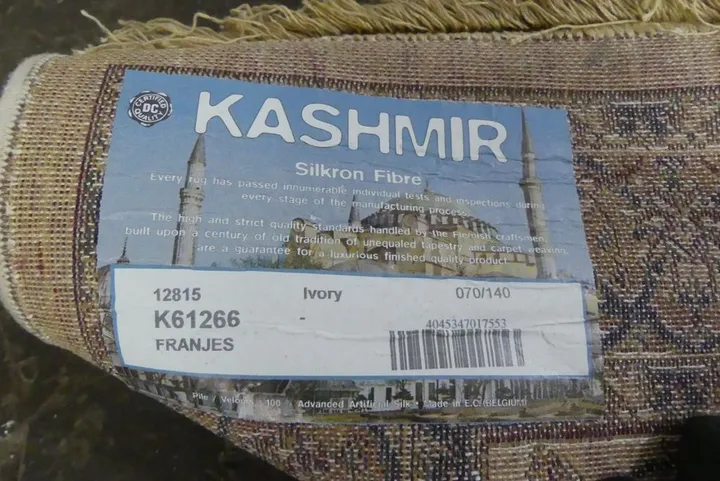 CERTIFIED
DC
QUALITY
KASHMIR
Silkron Fibre
Every rug has passed innumerable individual tests and inspections during
every stage of the manufacturing process.
The high and strict quality standards handled by the Flemish craftsmen,
built upon a century of old tradition of unequaled tapestry and carpet weaving,
are a guarantee for a luxurious finished quality product.
12815 Ivory 070/140
K61266 -
FRANJES
4045347017553
Pile / Velours 100 Advanced Artificial Silk • Made in E.C. (BELGIUM)